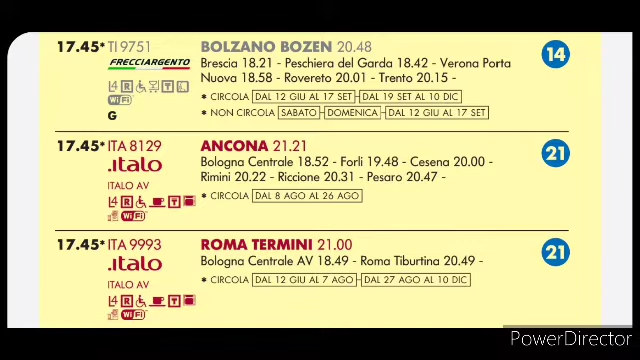 17.45* TI 9751 BOLZANO BOZEN 20.48 14
FRECCIARGENTO Brescia 18.21 - Peschiera del Garda 18.42 - Verona Porta
Nuova 18.58 - Rovereto 20.01 - Trento 20.15 -
L4 R T
* CIRCOLA DAL 12 GIU AL 17 SET - DAL 19 SET AL 10 DIC
WiFi
G * NON CIRCOLA SABATO - DOMENICA - DAL 12 GIU AL 17 SET
17.45* ITA 8129 ANCONA 21.21 21
.italo Bologna Centrale 18.52 - Forlì 19.48 - Cesena 20.00 -
Rimini 20.22 - Riccione 20.31 - Pesaro 20.47 -
ITALO AV
* CIRCOLA DAL 8 AGO AL 26 AGO
L4 R T
WiFi
17.45* ITA 9993 ROMA TERMINI 21.00 21
.italo Bologna Centrale AV 18.49 - Roma Tiburtina 20.49 -
* CIRCOLA DAL 12 GIU AL 7 AGO - DAL 27 AGO AL 10 DIC
ITALO AV
L4 R T
WiFi
PowerDirector